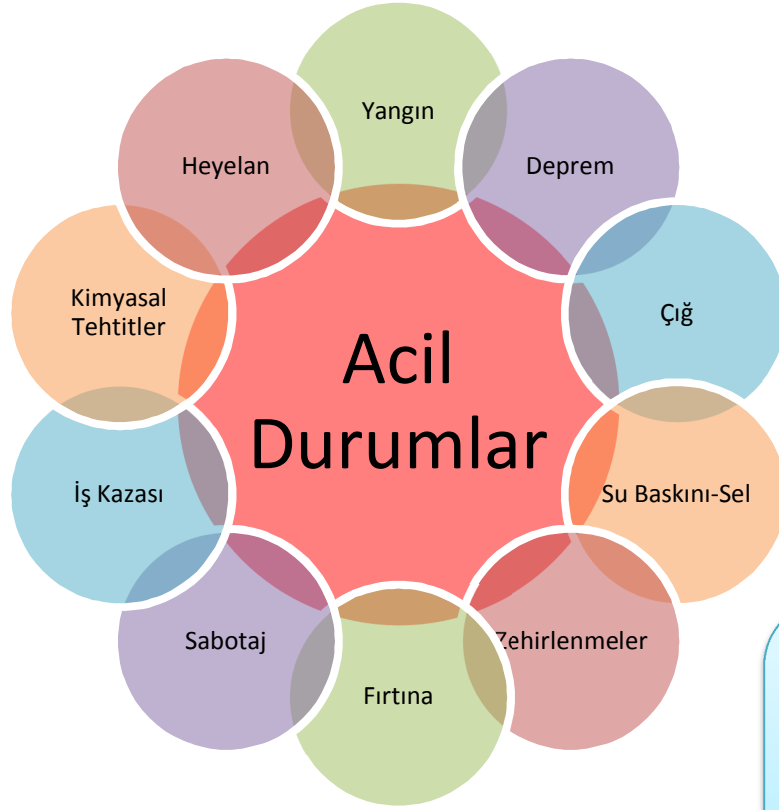 Yangın
Deprem
Çığ
Su Baskını-Sel
Zehirlenmeler
Fırtına
Sabotaj
İş Kazası
Kimyasal
Tehtitler
Heyelan
Acil
Durumlar